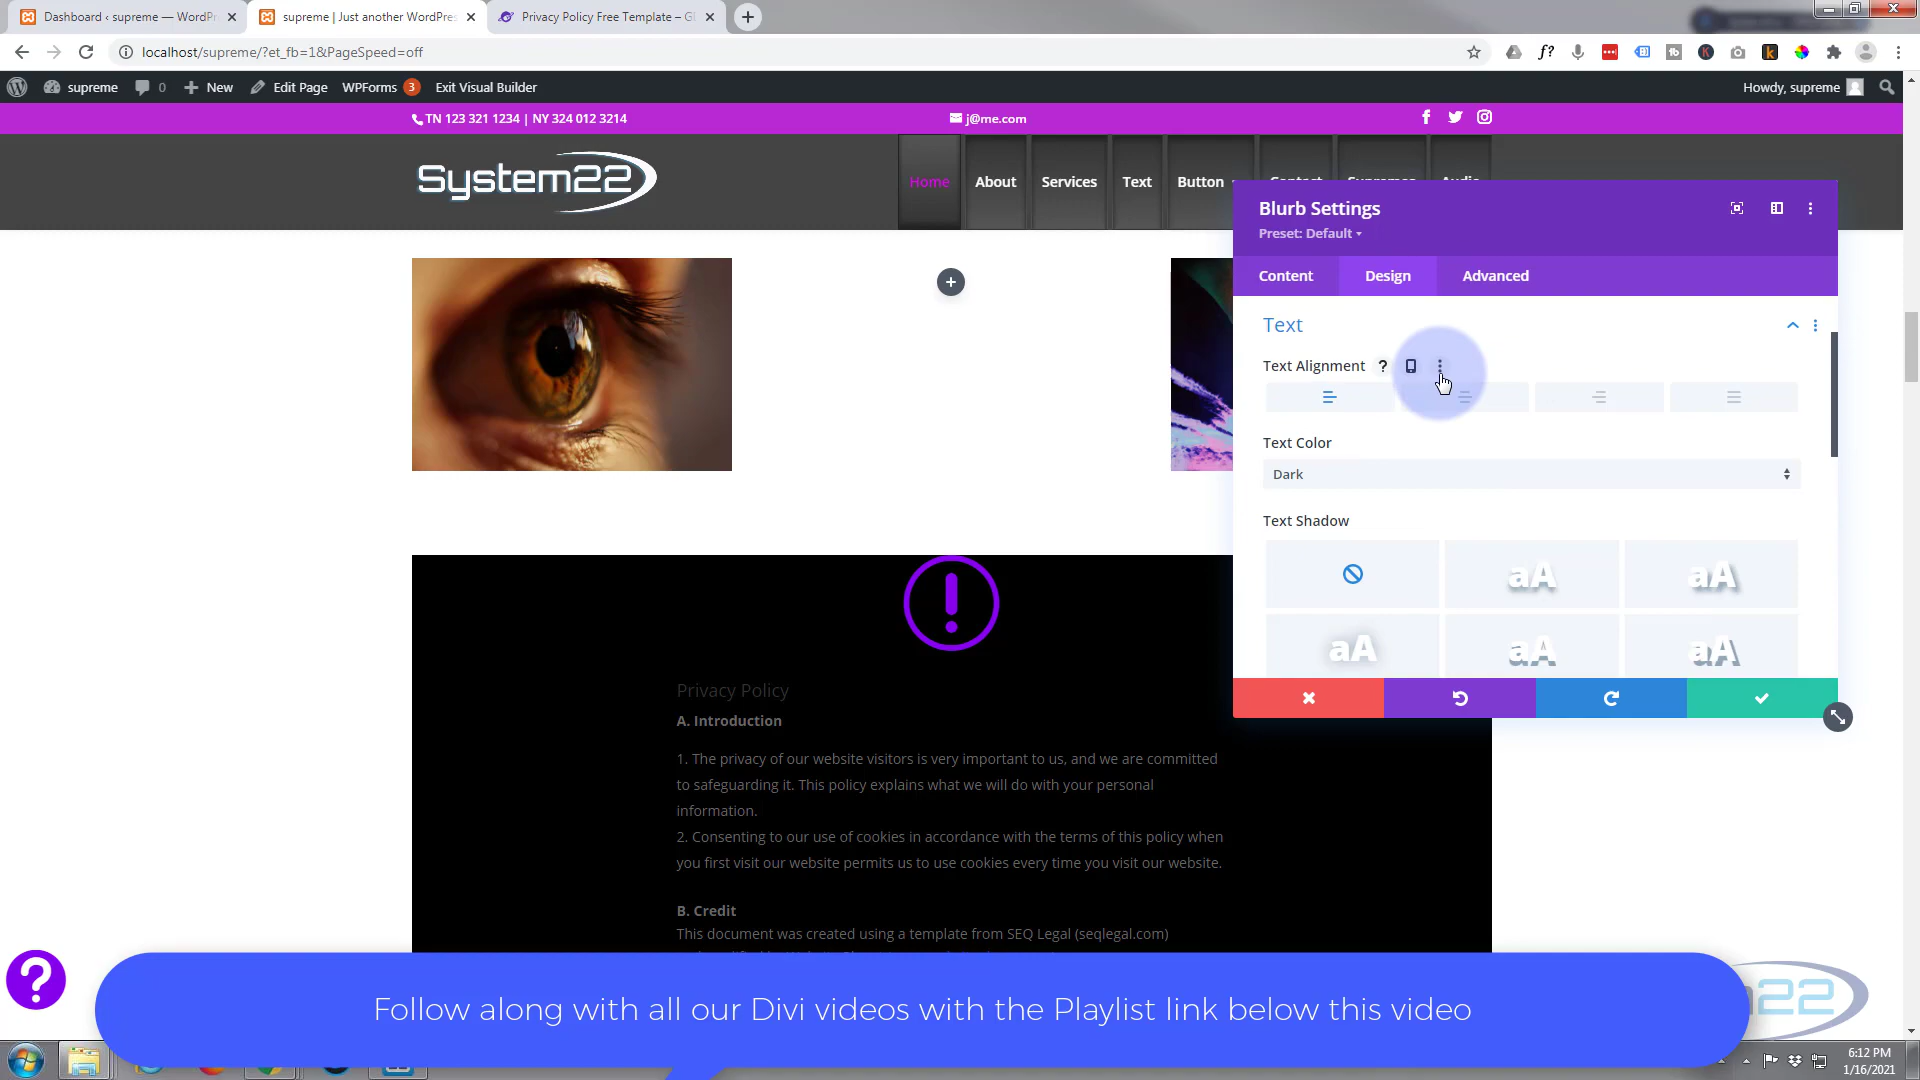 Dashboard ‹ supreme — WordPr
supreme | Just another WordPres
Privacy Policy Free Template – G
localhost/supreme/?et_fb=1&PageSpeed=off
supreme 0 New Edit Page WPForms 3 Exit Visual Builder Howdy, supreme
TN 123 321 1234 | NY 324 012 3214 j@me.com
System22
Home About Services Text Button
Blurb Settings
Preset: Default
Content Design Advanced
Text
Text Alignment ?
Text Color
Dark
Text Shadow
aA aA
aA aA aA
Privacy Policy
A. Introduction
1. The privacy of our website visitors is very important to us, and we are committed
to safeguarding it. This policy explains what we will do with your personal
information.
2. Consenting to our use of cookies in accordance with the terms of this policy when
you first visit our website permits us to use cookies every time you visit our website.
B. Credit
This document was created using a template from SEQ Legal (seqlegal.com)
Follow along with all our Divi videos with the Playlist link below this video
22
6:12 PM
1/16/2021